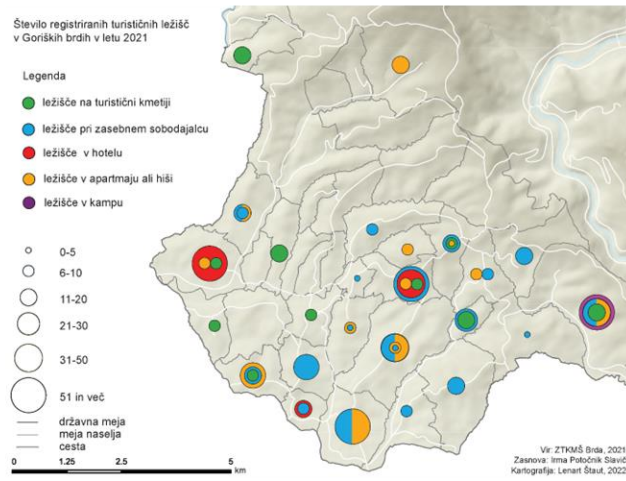 Število registriranih turističnih ležišč
v Goriških brdih v letu 2021
Legenda
ležišče na turistični kmetiji
ležišče pri zasebnem sobodajalcu
ležišče v hotelu
ležišče v apartmaju ali hiši
ležišče v kampu
0-5
6-10
11-20
21-30
31-50
51 in več
državna meja
meja naselja
cesta
0 1.25 2.5 5
km
Vir: ZTKMŠ Brda, 2021
Zasnova: Irma Potočnik Slavič
Kartografija: Lenart Štaut, 2022